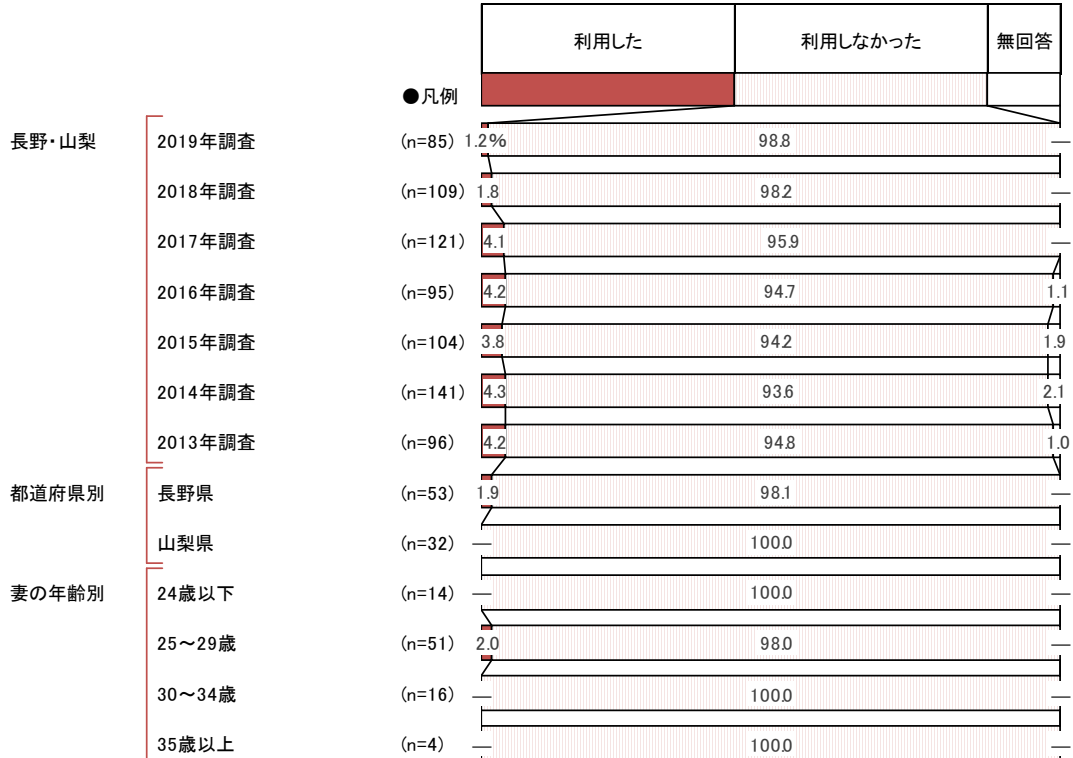 利用した 利用しなかった 無回答
●凡例
長野・山梨 2019年調査 (n=85) 1.2% 98.8 —
2018年調査 (n=109) 1.8 98.2 —
2017年調査 (n=121) 4.1 95.9 —
2016年調査 (n=95) 4.2 94.7 1.1
2015年調査 (n=104) 3.8 94.2 1.9
2014年調査 (n=141) 4.3 93.6 2.1
2013年調査 (n=96) 4.2 94.8 1.0
都道府県別 長野県 (n=53) 1.9 98.1 —
山梨県 (n=32) — 100.0 —
妻の年齢別 24歳以下 (n=14) — 100.0 —
25～29歳 (n=51) 2.0 98.0 —
30～34歳 (n=16) — 100.0 —
35歳以上 (n=4) — 100.0 —